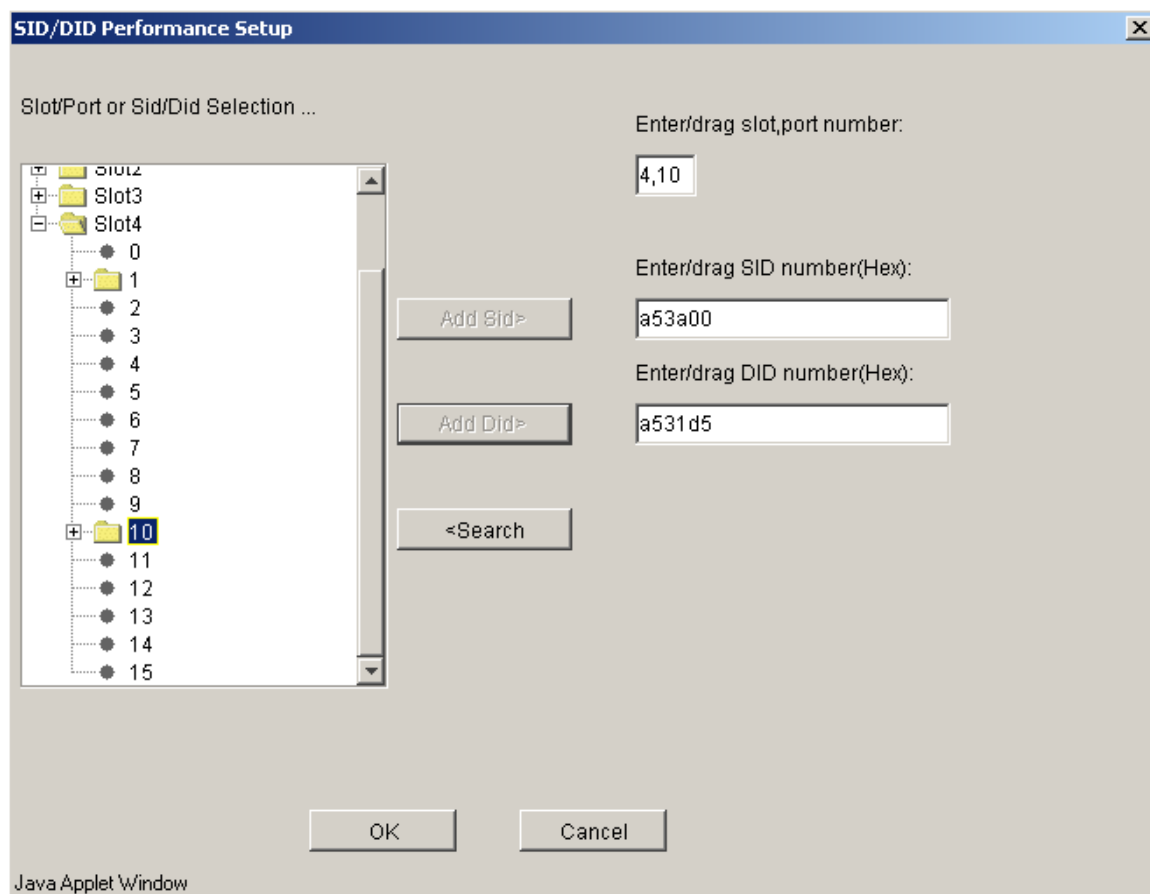 SID/DID Performance Setup
Slot/Port or Sid/Did Selection ...
Slot2
Slot3
Slot4
0
1
2
3
4
5
6
7
8
9
10
11
12
13
14
15
Add Sid>
Add Did>
<Search
Enter/drag slot,port number:
4,10
Enter/drag SID number(Hex):
a53a00
Enter/drag DID number(Hex):
a531d5
OK
Cancel
Java Applet Window